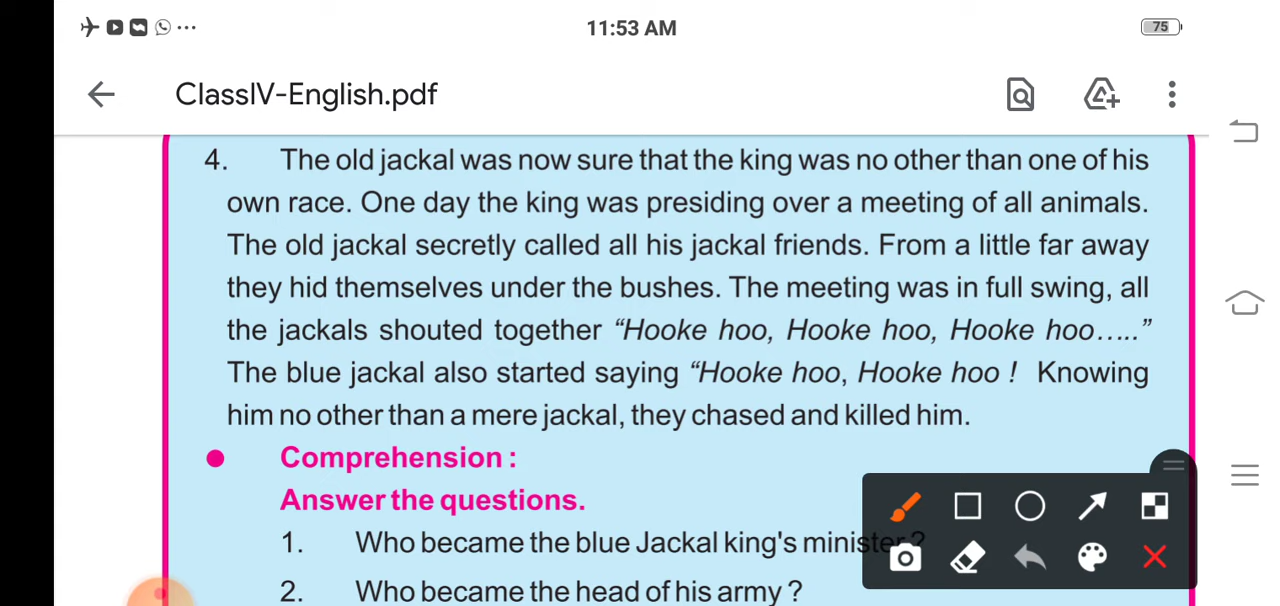 11:53 AM
75
ClassIV-English.pdf
4. The old jackal was now sure that the king was no other than one of his
own race. One day the king was presiding over a meeting of all animals.
The old jackal secretly called all his jackal friends. From a little far away
they hid themselves under the bushes. The meeting was in full swing, all
the jackals shouted together “Hooke hoo, Hooke hoo, Hooke hoo.....”
The blue jackal also started saying “Hooke hoo, Hooke hoo ! Knowing
him no other than a mere jackal, they chased and killed him.
Comprehension :
Answer the questions.
1. Who became the blue Jackal king's minister ?
2. Who became the head of his army ?